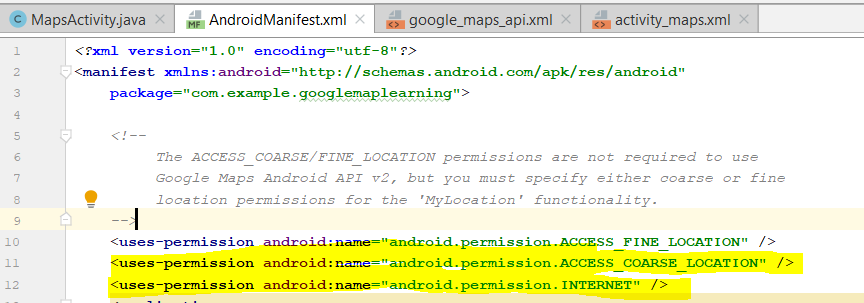 MapsActivity.java AndroidManifest.xml google_maps_api.xml activity_maps.xml
1 <?xml version="1.0" encoding="utf-8"?>
2 <manifest xmlns:android="http://schemas.android.com/apk/res/android"
3 package="com.example.googlemaplearning">
4
5 <!--
6 The ACCESS_COARSE/FINE_LOCATION permissions are not required to use
7 Google Maps Android API v2, but you must specify either coarse or fine
8 location permissions for the 'MyLocation' functionality.
9 -->
10 <uses-permission android:name="android.permission.ACCESS_FINE_LOCATION" />
11 <uses-permission android:name="android.permission.ACCESS_COARSE_LOCATION" />
12 <uses-permission android:name="android.permission.INTERNET" />